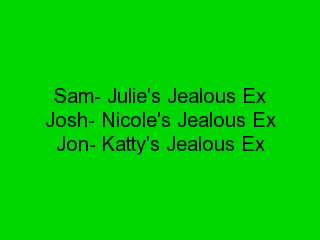 Sam- Julie's Jealous Ex
Josh- Nicole's Jealous Ex
Jon- Katty's Jealous Ex